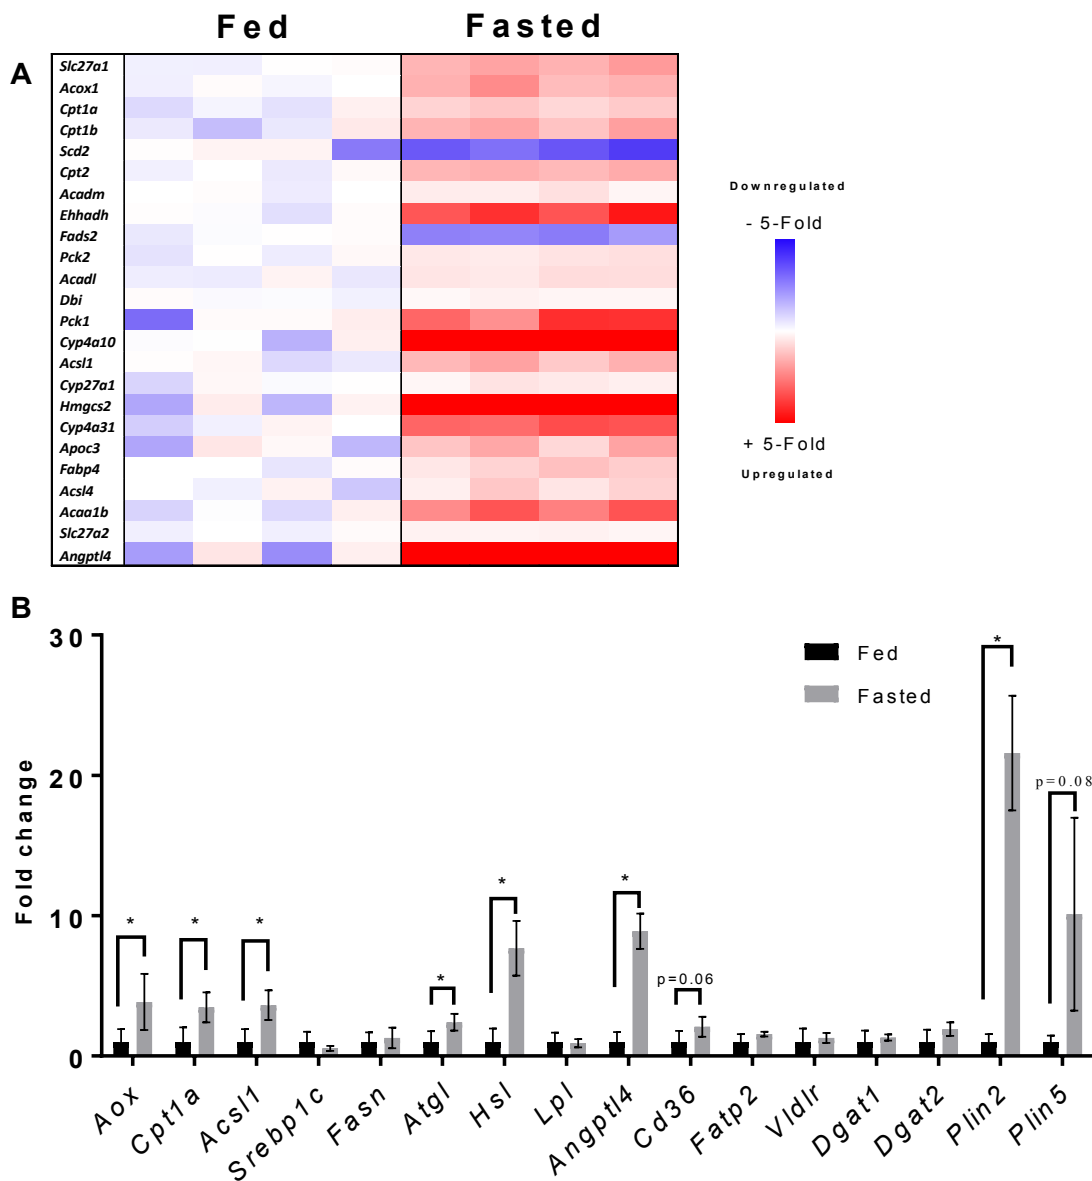 Fed Fasted
A
Slc27a1
Acox1
Cpt1a
Cpt1b
Scd2
Cpt2
Acadm
Ehhadh
Fads2
Pck2
Acadl
Dbi
Pck1
Cyp4a10
Acsl1
Cyp27a1
Hmgcs2
Cyp4a31
Apoc3
Fabp4
Acsl4
Acaa1b
Slc27a2
Angptl4
Downregulated
- 5-Fold
+ 5-Fold
Upregulated
B
Fold change
30
20
10
0
Fed
Fasted
*
*
*
*
*
*
p=0.06
*
p=0.08
Aox
Cpt1a
Acsl1
Srebp1c
Fasn
Atgl
Hsl
Lpl
Angptl4
Cd36
Fatp2
Vldlr
Dgat1
Dgat2
Plin2
Plin5